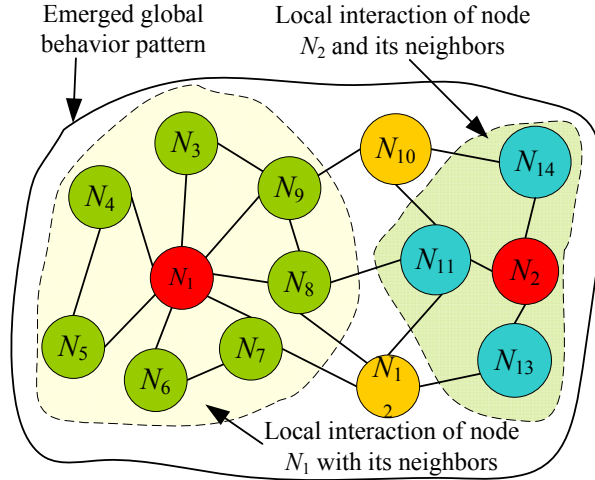 Emerged global
behavior pattern
Local interaction of node
N2 and its neighbors
N3
N10
N14
N4
N9
N11
N2
N1
N8
N5
N7
N6
N1
2
N13
Local interaction of node
N1 with its neighbors